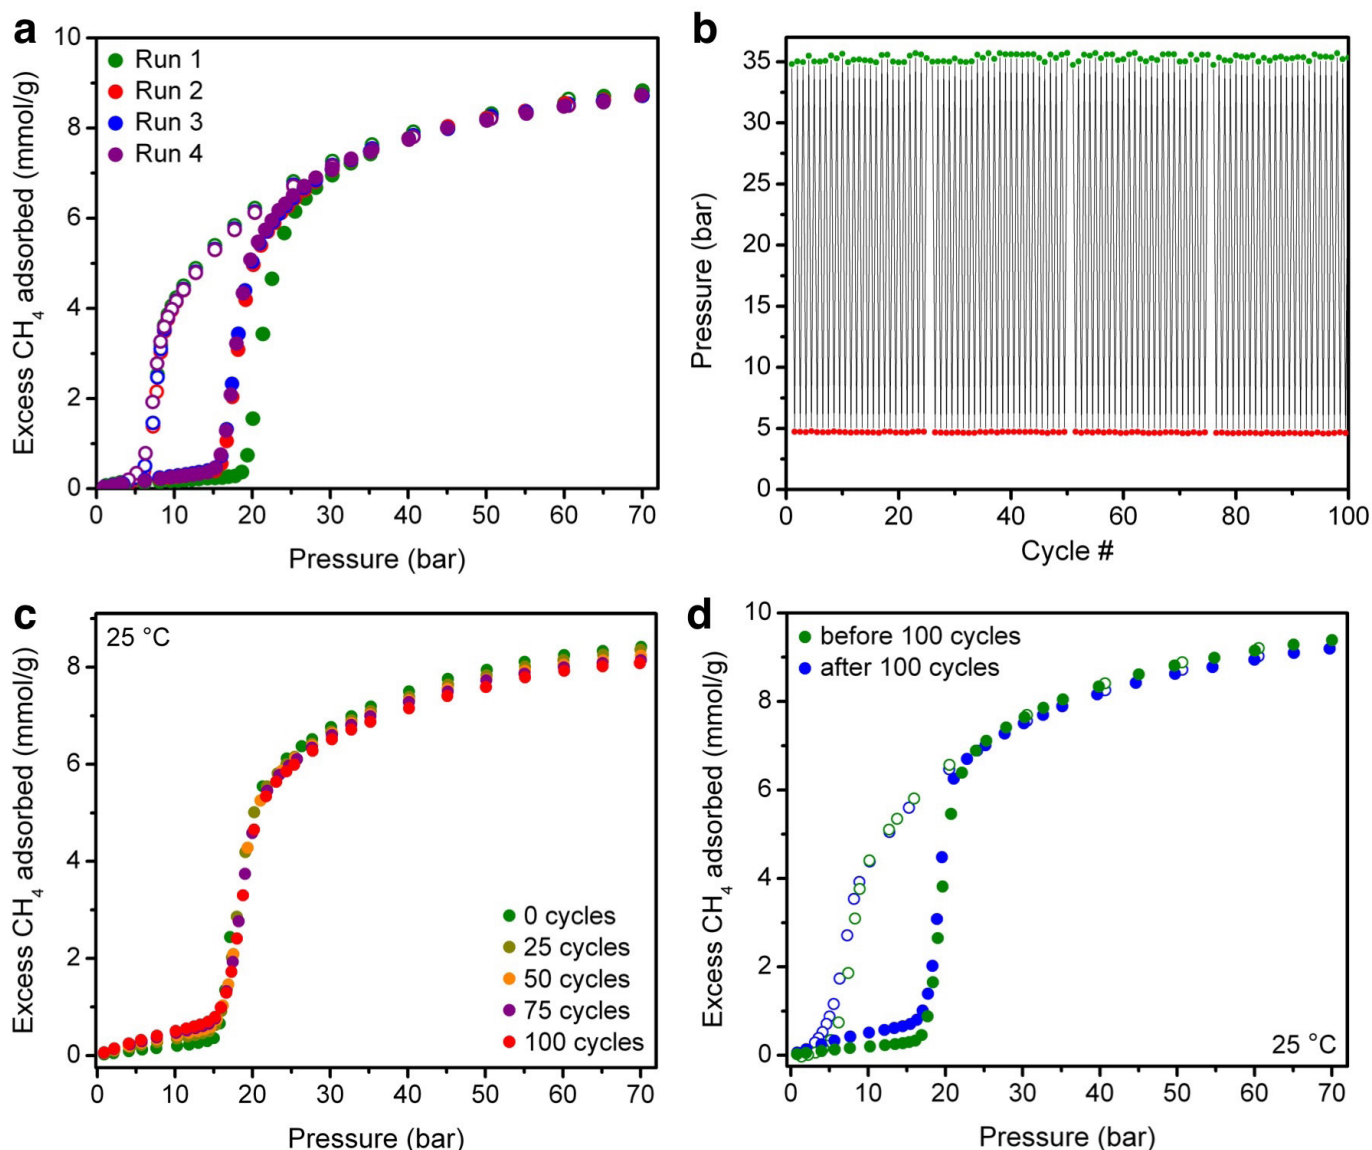 a
10
8
6
4
2
0
Excess CH4 adsorbed (mmol/g)
Run 1
Run 2
Run 3
Run 4
0 10 20 30 40 50 60 70
Pressure (bar)
b
35
30
25
20
15
10
5
0
Pressure (bar)
0 20 40 60 80 100
Cycle #
c
25 °C
8
6
4
2
0
Excess CH4 adsorbed (mmol/g)
0 cycles
25 cycles
50 cycles
75 cycles
100 cycles
0 10 20 30 40 50 60 70
Pressure (bar)
d
10
8
6
4
2
0
Excess CH4 adsorbed (mmol/g)
before 100 cycles
after 100 cycles
25 °C
0 10 20 30 40 50 60 70
Pressure (bar)